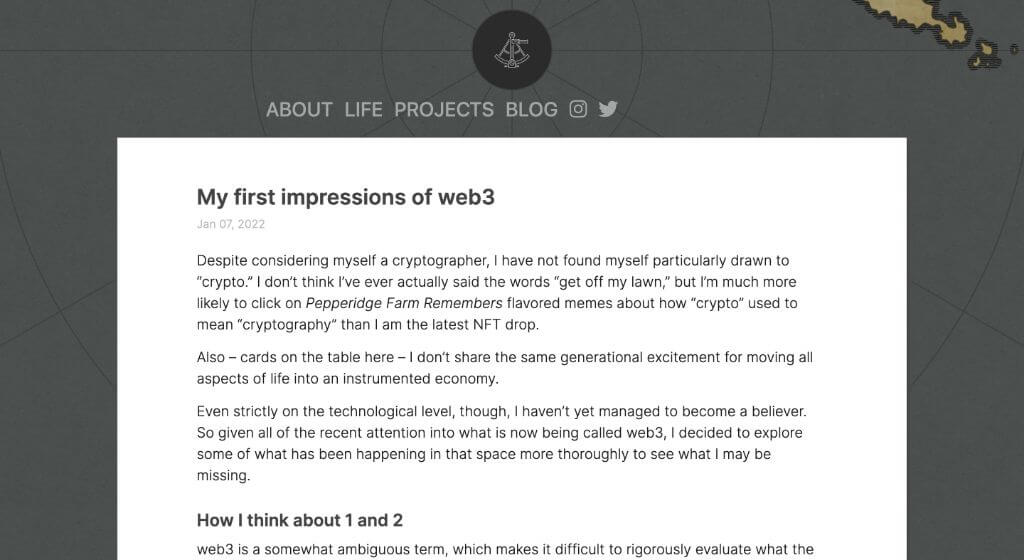 ABOUT LIFE PROJECTS BLOG
My first impressions of web3
Jan 07, 2022
Despite considering myself a cryptographer, I have not found myself particularly drawn to
“crypto.” I don’t think I’ve ever actually said the words “get off my lawn,” but I’m much more
likely to click on Pepperidge Farm Remembers flavored memes about how “crypto” used to
mean “cryptography” than I am the latest NFT drop.
Also – cards on the table here – I don’t share the same generational excitement for moving all
aspects of life into an instrumented economy.
Even strictly on the technological level, though, I haven’t yet managed to become a believer.
So given all of the recent attention into what is now being called web3, I decided to explore
some of what has been happening in that space more thoroughly to see what I may be
missing.
How I think about 1 and 2
web3 is a somewhat ambiguous term, which makes it difficult to rigorously evaluate what the